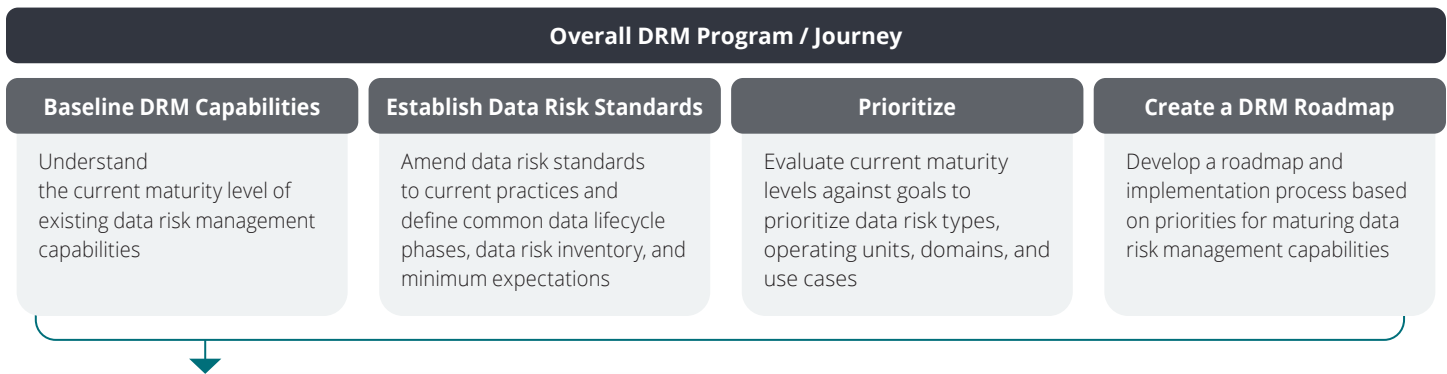 Overall DRM Program / Journey
Baseline DRM Capabilities
Understand
the current maturity level of
existing data risk management
capabilities
Establish Data Risk Standards
Amend data risk standards
to current practices and
define common data lifecycle
phases, data risk inventory, and
minimum expectations
Prioritize
Evaluate current maturity
levels against goals to
prioritize data risk types,
operating units, domains, and
use cases
Create a DRM Roadmap
Develop a roadmap and
implementation process based
on priorities for maturing data
risk management capabilities